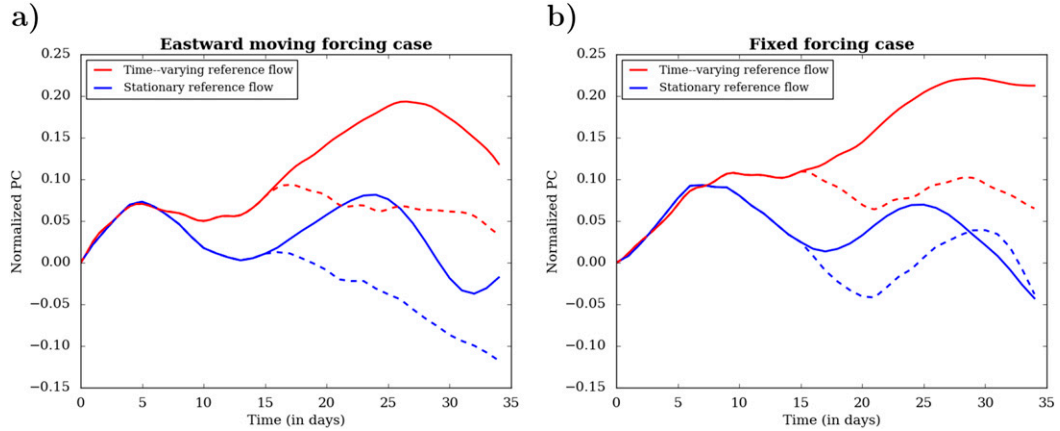 a)
Eastward moving forcing case
0.25
0.20
0.15
0.10
0.05
0.00
−0.05
−0.10
−0.15
Normalized PC
Time--varying reference flow
Stationary reference flow
0 5 10 15 20 25 30 35
Time (in days)
b)
Fixed forcing case
0.25
0.20
0.15
0.10
0.05
0.00
−0.05
−0.10
−0.15
Normalized PC
Time--varying reference flow
Stationary reference flow
0 5 10 15 20 25 30 35
Time (in days)